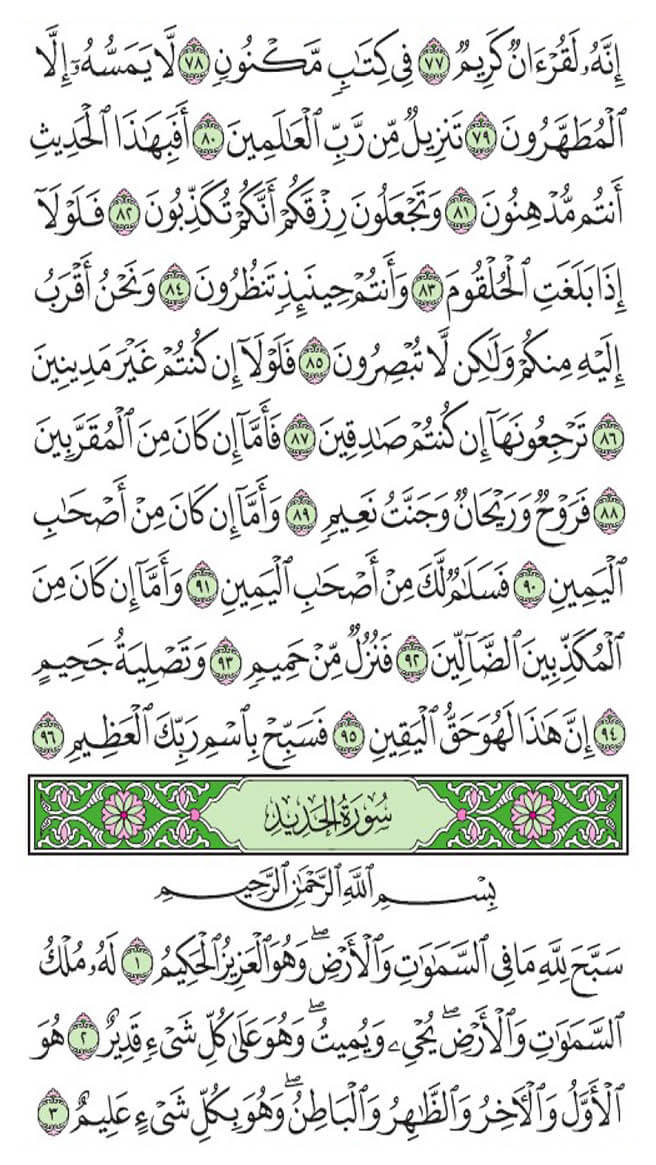 إِنَّهُۥ لَقُرْءَانٌ كَرِيمٌ ٧٧ فِى كِتَٰبٍ مَّكْنُونٍ ٧٨ لَّا يَمَسُّهُۥٓ إِلَّا
ٱلْمُطَهَّرُونَ ٧٩ تَنزِيلٌ مِّن رَّبِّ ٱلْعَٰلَمِينَ ٨٠ أَفَبِهَٰذَا ٱلْحَدِيثِ
أَنتُم مُّدْهِنُونَ ٨١ وَتَجْعَلُونَ رِزْقَكُمْ أَنَّكُمْ تُكَذِّبُونَ ٨٢ فَلَوْلَآ
إِذَا بَلَغَتِ ٱلْحُلْقُومَ ٨٣ وَأَنتُمْ حِينَئِذٍ تَنظُرُونَ ٨٤ وَنَحْنُ أَقْرَبُ
إِلَيْهِ مِنكُمْ وَلَٰكِن لَّا تُبْصِرُونَ ٨٥ فَلَوْلَآ إِن كُنتُمْ غَيْرَ مَدِينِينَ
٨٦ تَرْجِعُونَهَآ إِن كُنتُمْ صَٰدِقِينَ ٨٧ فَأَمَّآ إِن كَانَ مِنَ ٱلْمُقَرَّبِينَ
٨٨ فَرَوْحٌ وَرَيْحَانٌ وَجَنَّتُ نَعِيمٍ ٨٩ وَأَمَّآ إِن كَانَ مِنْ أَصْحَٰبِ
ٱلْيَمِينِ ٩٠ فَسَلَٰمٌ لَّكَ مِنْ أَصْحَٰبِ ٱلْيَمِينِ ٩١ وَأَمَّآ إِن كَانَ مِنَ
ٱلْمُكَذِّبِينَ ٱلضَّآلِّينَ ٩٢ فَنُزُلٌ مِّنْ حَمِيمٍ ٩٣ وَتَصْلِيَةُ جَحِيمٍ
٩٤ إِنَّ هَٰذَا لَهُوَ حَقُّ ٱلْيَقِينِ ٩٥ فَسَبِّحْ بِٱسْمِ رَبِّكَ ٱلْعَظِيمِ ٩٦
سُورَةُ الحَدِيدِ
بِسْمِ ٱللَّهِ ٱلرَّحْمَٰنِ ٱلرَّحِيمِ
سَبَّحَ لِلَّهِ مَا فِى ٱلسَّمَٰوَٰتِ وَٱلْأَرْضِ ۖ وَهُوَ ٱلْعَزِيزُ ٱلْحَكِيمُ ١ لَهُۥ مُلْكُ
ٱلسَّمَٰوَٰتِ وَٱلْأَرْضِ ۖ يُحْىِۦ وَيُمِيتُ ۖ وَهُوَ عَلَىٰ كُلِّ شَىْءٍ قَدِيرٌ ٢ هُوَ
ٱلْأَوَّلُ وَٱلْءَاخِرُ وَٱلظَّٰهِرُ وَٱلْبَاطِنُ ۖ وَهُوَ بِكُلِّ شَىْءٍ عَلِيمٌ ٣